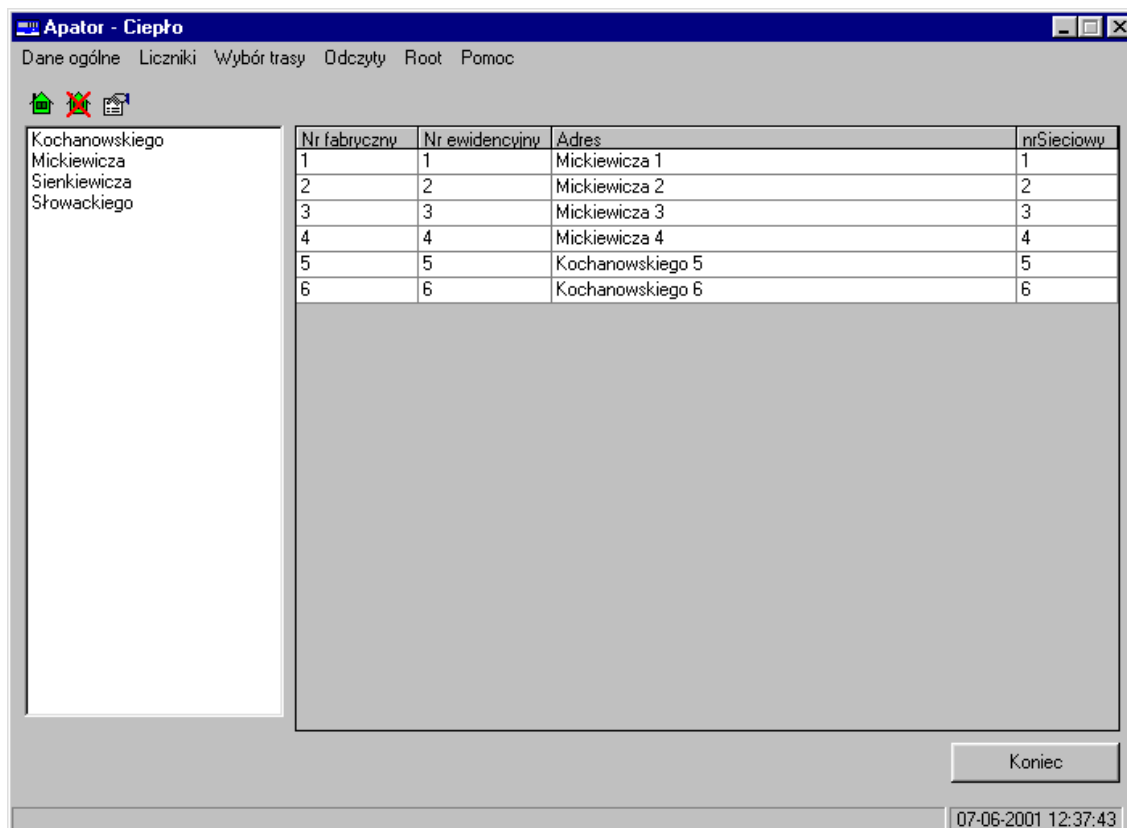 Apator - Ciepło
Dane ogólne Liczniki Wybór trasy Odczyty Root Pomoc
Kochanowskiego
Mickiewicza
Sienkiewicza
Słowackiego
Nr fabryczny Nr ewidencyjny Adres nrSieciowy
1 1 Mickiewicza 1 1
2 2 Mickiewicza 2 2
3 3 Mickiewicza 3 3
4 4 Mickiewicza 4 4
5 5 Kochanowskiego 5 5
6 6 Kochanowskiego 6 6
Koniec
07-06-2001 12:37:43